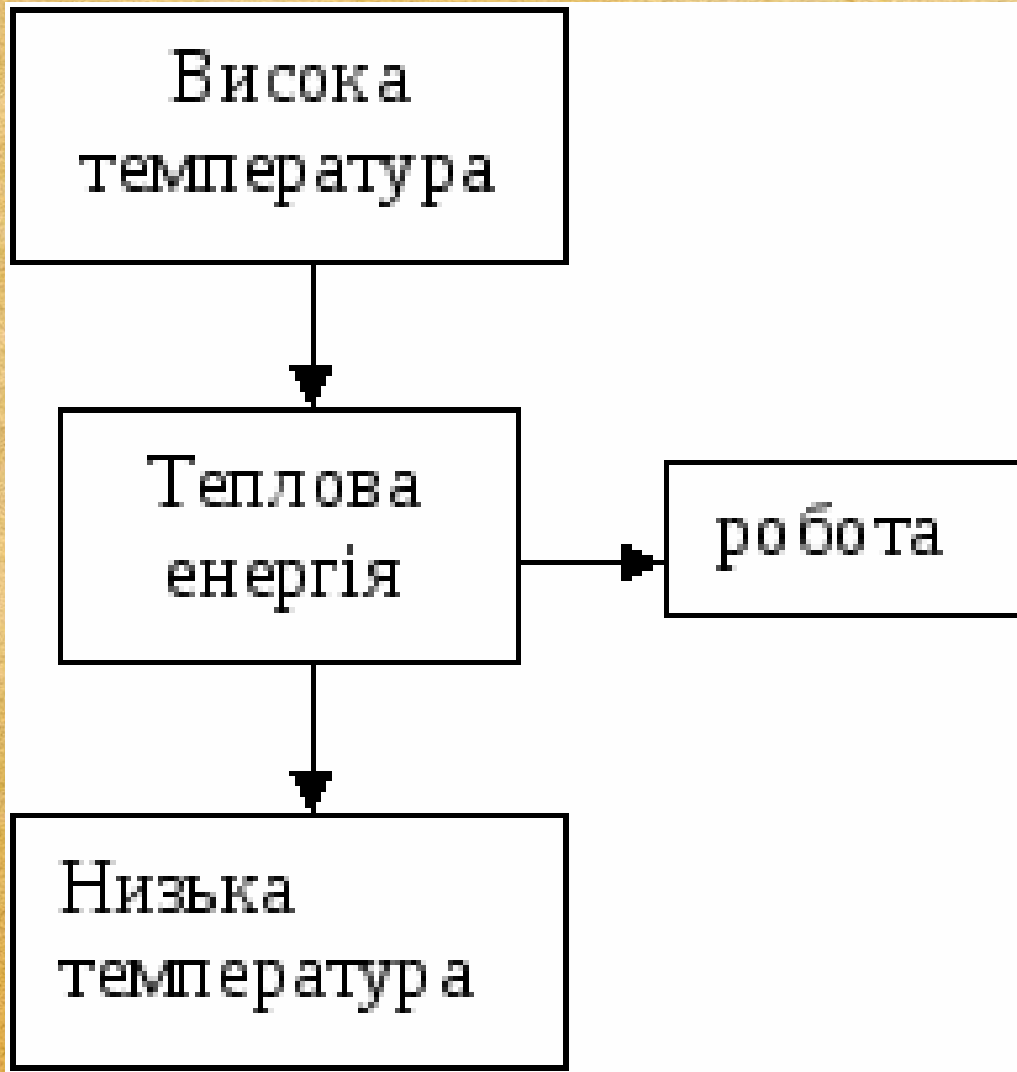 Висока
температура
Теплова
енергія
робота
Низька
температура